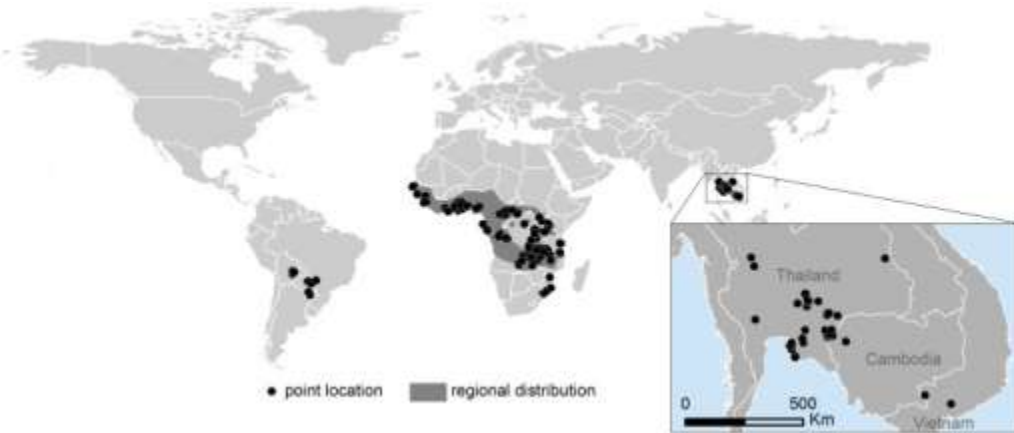 Thailand
Cambodia
point location
regional distribution
0 500
Km
Vietnam